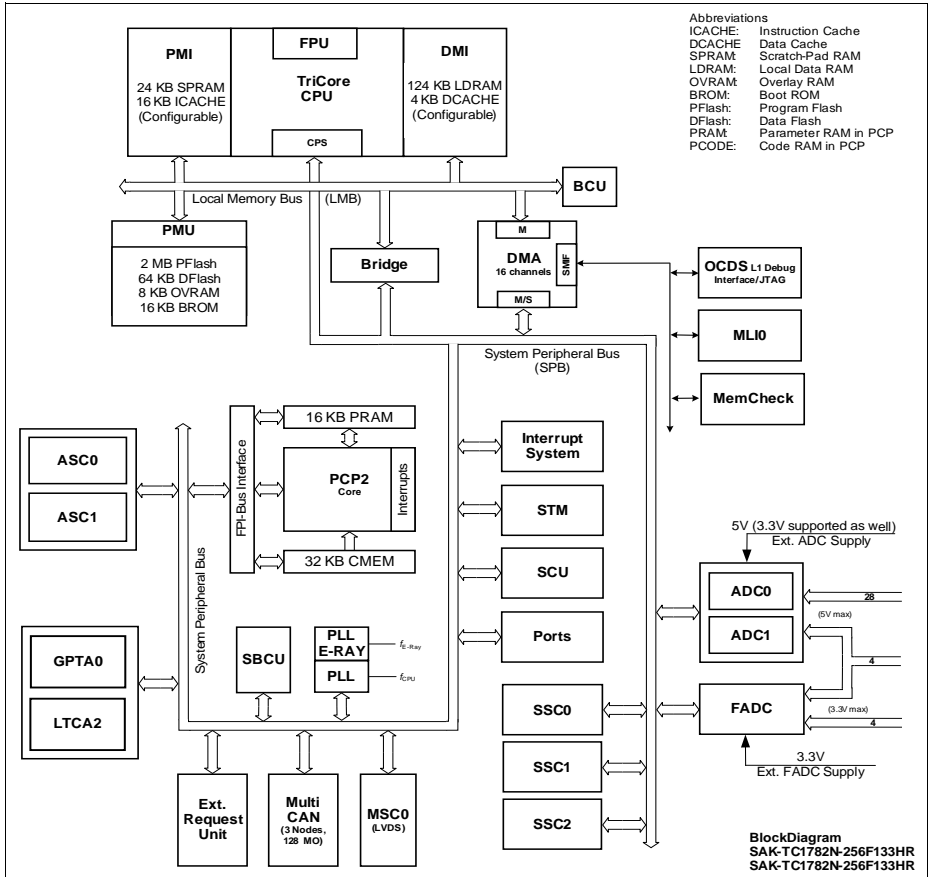 Abbreviations
ICACHE: Instruction Cache
DCACHE Data Cache
SPRAM: Scratch-Pad RAM
LDRAM: Local Data RAM
OVRAM: Overlay RAM
BROM: Boot ROM
PFlash: Program Flash
DFlash: Data Flash
PRAM: Parameter RAM in PCP
PCODE: Code RAM in PCP
PMI
24 KB SPRAM
16 KB ICACHE
(Configurable)
FPU
TriCore
CPU
CPS
DMI
124 KB LDRAM
4 KB DCACHE
(Configurable)
BCU
Local Memory Bus (LMB)
PMU
2 MB PFlash
64 KB DFlash
8 KB OVRAM
16 KB BROM
Bridge
M
DMA
16 channels
SMIF
M/S
OCDS L1 Debug
Interface/JTAG
MLI0
MemCheck
System Peripheral Bus
(SPB)
ASC0
ASC1
FPI-Bus Interface
16 KB PRAM
PCP2
Core
Interrupts
32 KB CMEM
Interrupt
System
STM
SCU
Ports
5V (3.3V supported as well)
Ext. ADC Supply
ADC0
ADC1
28
(5V max)
4
FADC
(3.3V max)
4
3.3V
Ext. FADC Supply
System Peripheral Bus
GPTA0
LTCA2
SBCU
PLL
E-RAY
fE-Ray
PLL
fCPU
SSC0
SSC1
SSC2
Ext.
Request
Unit
Multi
CAN
(3 Nodes,
128 MO)
MSC0
(LVDS)
BlockDiagram
SAK-TC1782N-256F133HR
SAK-TC1782N-256F133HR